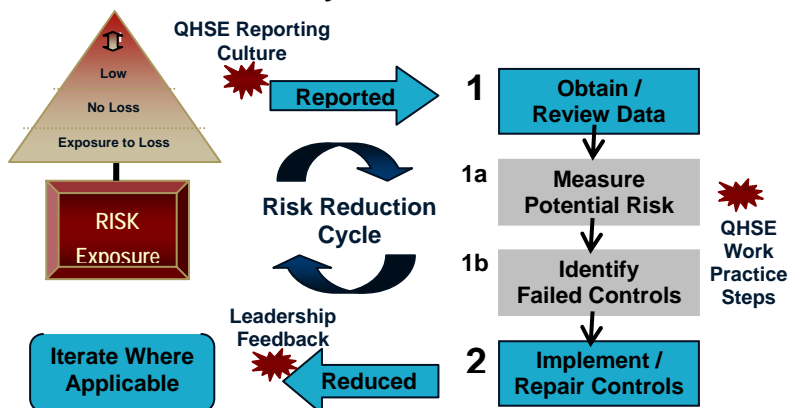 QHSE Reporting
Culture
Low
No Loss
Exposure to Loss
Reported
1
Obtain /
Review Data
1a
Measure
Potential Risk
RISK
Exposure
Risk Reduction
Cycle
QHSE
Work
Practice
Steps
1b
Identify
Failed Controls
Leadership
Feedback
Iterate Where
Applicable
Reduced
2
Implement /
Repair Controls